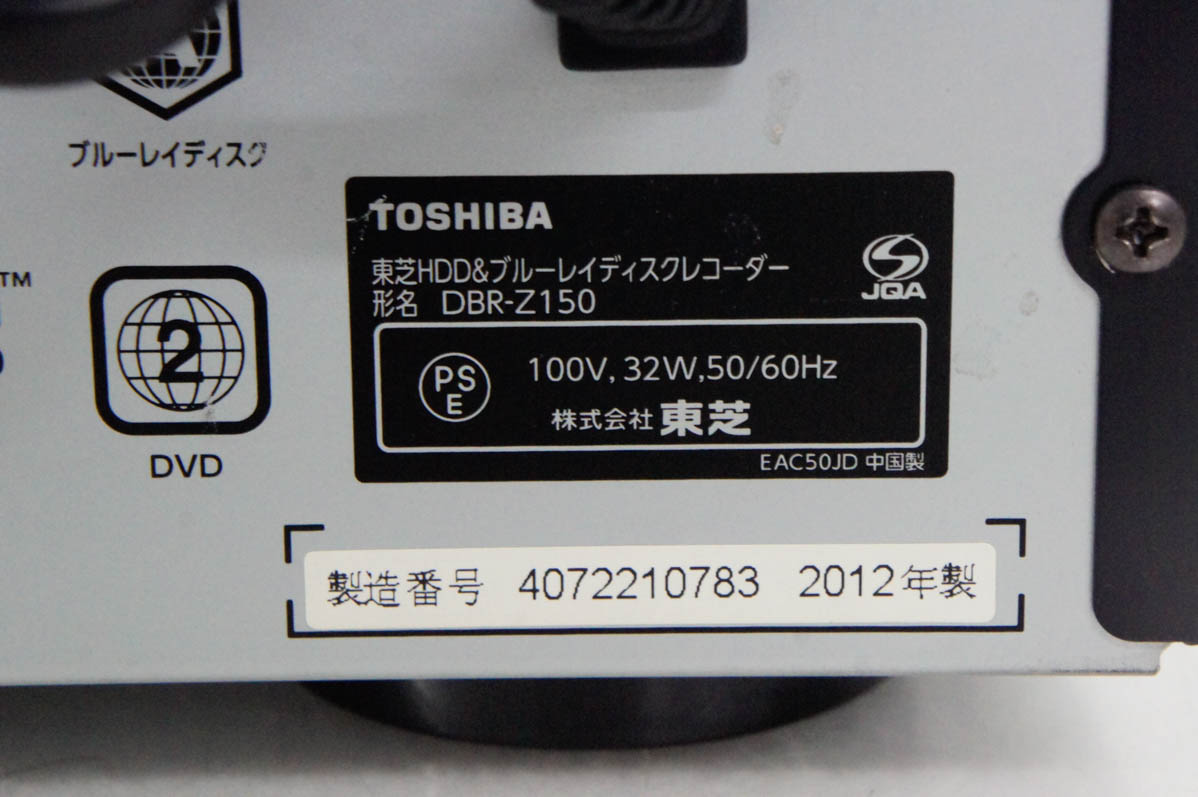 ブルーレイディスク
TM
2
DVD
TOSHIBA
東芝HDD&ブルーレイディスクレコーダー
形名 DBR-Z150
JQA
PS
E
100V, 32W,50/60Hz
株式会社 東芝
EAC50JD 中国製
製造番号 4072210783 2012年製